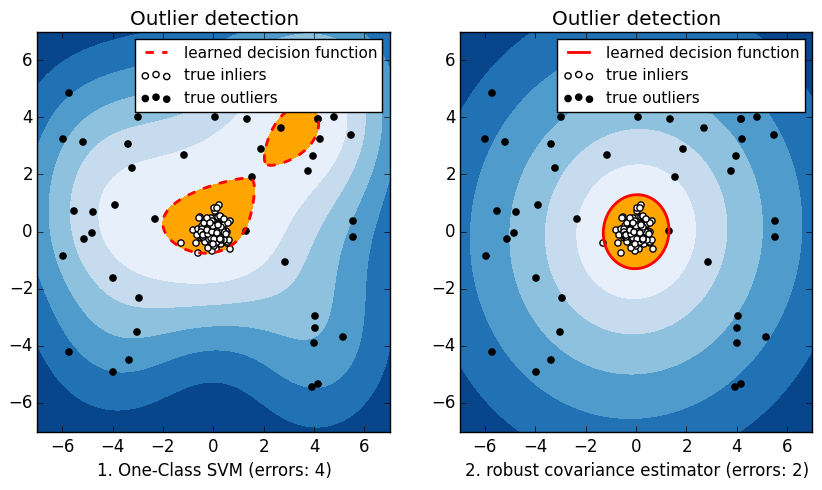 Outlier detection
learned decision function
true inliers
true outliers
6
4
2
0
−2
−4
−6
−6 −4 −2 0 2 4 6
1. One-Class SVM (errors: 4)
Outlier detection
learned decision function
true inliers
true outliers
6
4
2
0
−2
−4
−6
−6 −4 −2 0 2 4 6
2. robust covariance estimator (errors: 2)